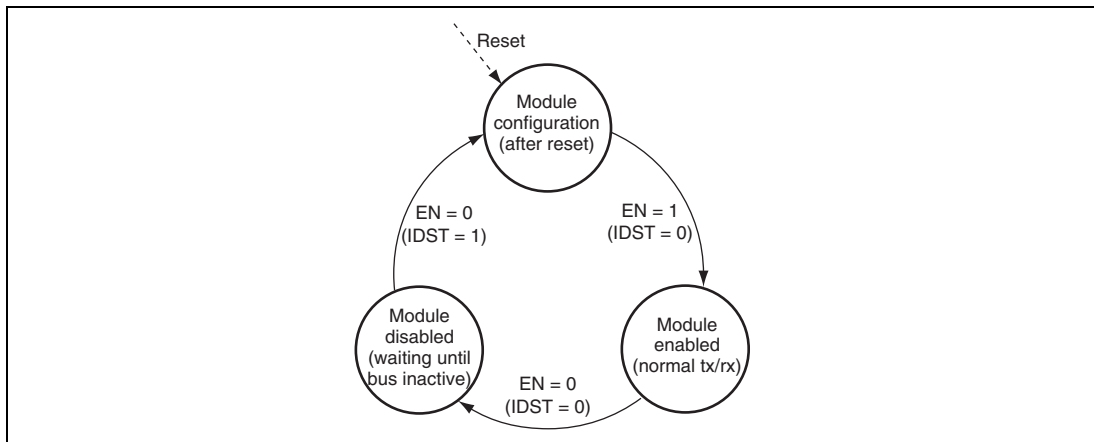 Reset
Module
configuration
(after reset)
EN = 0
(IDST = 1)
EN = 1
(IDST = 0)
Module
disabled
(waiting until
bus inactive)
Module
enabled
(normal tx/rx)
EN = 0
(IDST = 0)